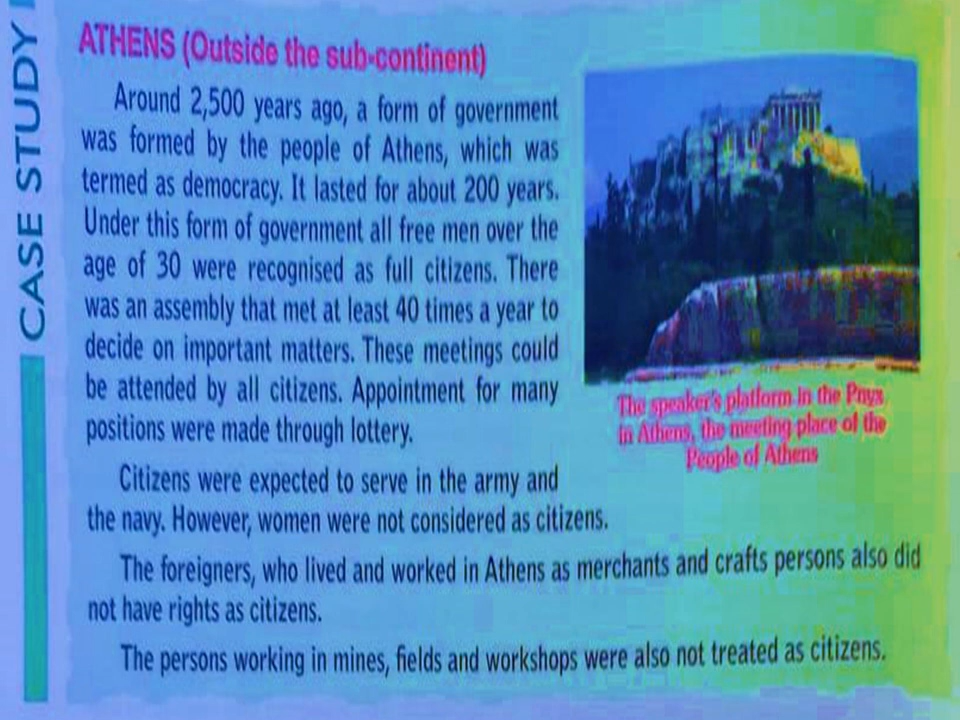 CASE STUDY
ATHENS (Outside the sub-continent)
Around 2,500 years ago, a form of government
was formed by the people of Athens, which was
termed as democracy. It lasted for about 200 years.
Under this form of government all free men over the
age of 30 were recognised as full citizens. There
was an assembly that met at least 40 times a year to
decide on important matters. These meetings could
be attended by all citizens. Appointment for many
positions were made through lottery.
Citizens were expected to serve in the army and
the navy. However, women were not considered as citizens.
The foreigners, who lived and worked in Athens as merchants and crafts persons also did
not have rights as citizens.
The persons working in mines, fields and workshops were also not treated as citizens.
The speaker's platform in the Pnyx
in Athens, the meeting place of the
People of Athens